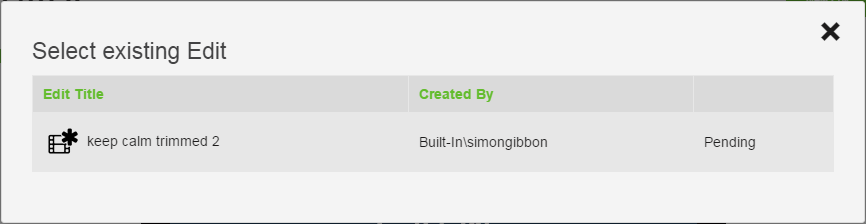 Select existing Edit
Edit Title Created By
keep calm trimmed 2 Built-In\simongibbon Pending